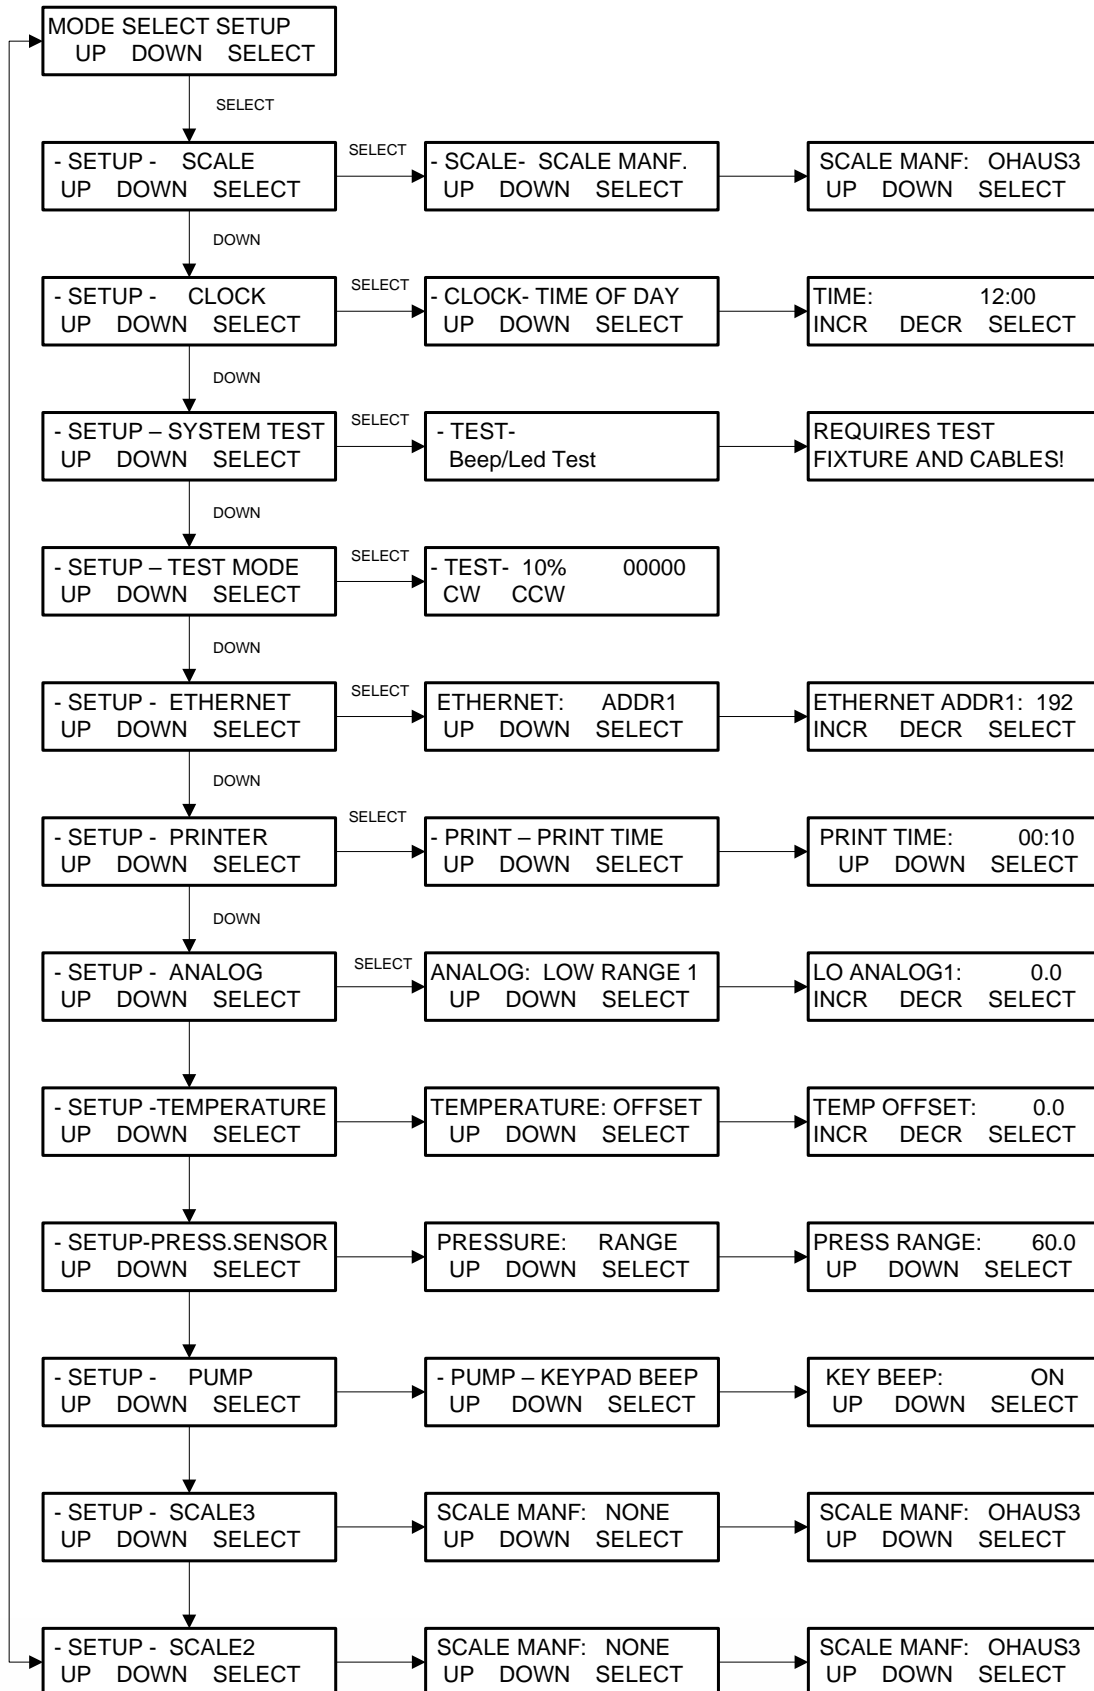 MODE SELECT SETUP
UP DOWN SELECT
SELECT
- SETUP - SCALE
UP DOWN SELECT
SELECT
- SCALE- SCALE MANF.
UP DOWN SELECT
SCALE MANF: OHAUS3
UP DOWN SELECT
DOWN
- SETUP - CLOCK
UP DOWN SELECT
SELECT
- CLOCK- TIME OF DAY
UP DOWN SELECT
TIME: 12:00
INCR DECR SELECT
DOWN
- SETUP – SYSTEM TEST
UP DOWN SELECT
SELECT
- TEST-
Beep/Led Test
REQUIRES TEST
FIXTURE AND CABLES!
DOWN
- SETUP – TEST MODE
UP DOWN SELECT
SELECT
- TEST- 10% 00000
CW CCW
DOWN
- SETUP - ETHERNET
UP DOWN SELECT
SELECT
ETHERNET: ADDR1
UP DOWN SELECT
ETHERNET ADDR1: 192
INCR DECR SELECT
DOWN
- SETUP - PRINTER
UP DOWN SELECT
SELECT
- PRINT – PRINT TIME
UP DOWN SELECT
PRINT TIME: 00:10
UP DOWN SELECT
DOWN
- SETUP - ANALOG
UP DOWN SELECT
SELECT
ANALOG: LOW RANGE 1
UP DOWN SELECT
LO ANALOG1: 0.0
INCR DECR SELECT
- SETUP -TEMPERATURE
UP DOWN SELECT
TEMPERATURE: OFFSET
UP DOWN SELECT
TEMP OFFSET: 0.0
INCR DECR SELECT
- SETUP-PRESS.SENSOR
UP DOWN SELECT
PRESSURE: RANGE
UP DOWN SELECT
PRESS RANGE: 60.0
UP DOWN SELECT
- SETUP - PUMP
UP DOWN SELECT
- PUMP – KEYPAD BEEP
UP DOWN SELECT
KEY BEEP: ON
UP DOWN SELECT
- SETUP - SCALE3
UP DOWN SELECT
SCALE MANF: NONE
UP DOWN SELECT
SCALE MANF: OHAUS3
UP DOWN SELECT
- SETUP - SCALE2
UP DOWN SELECT
SCALE MANF: NONE
UP DOWN SELECT
SCALE MANF: OHAUS3
UP DOWN SELECT